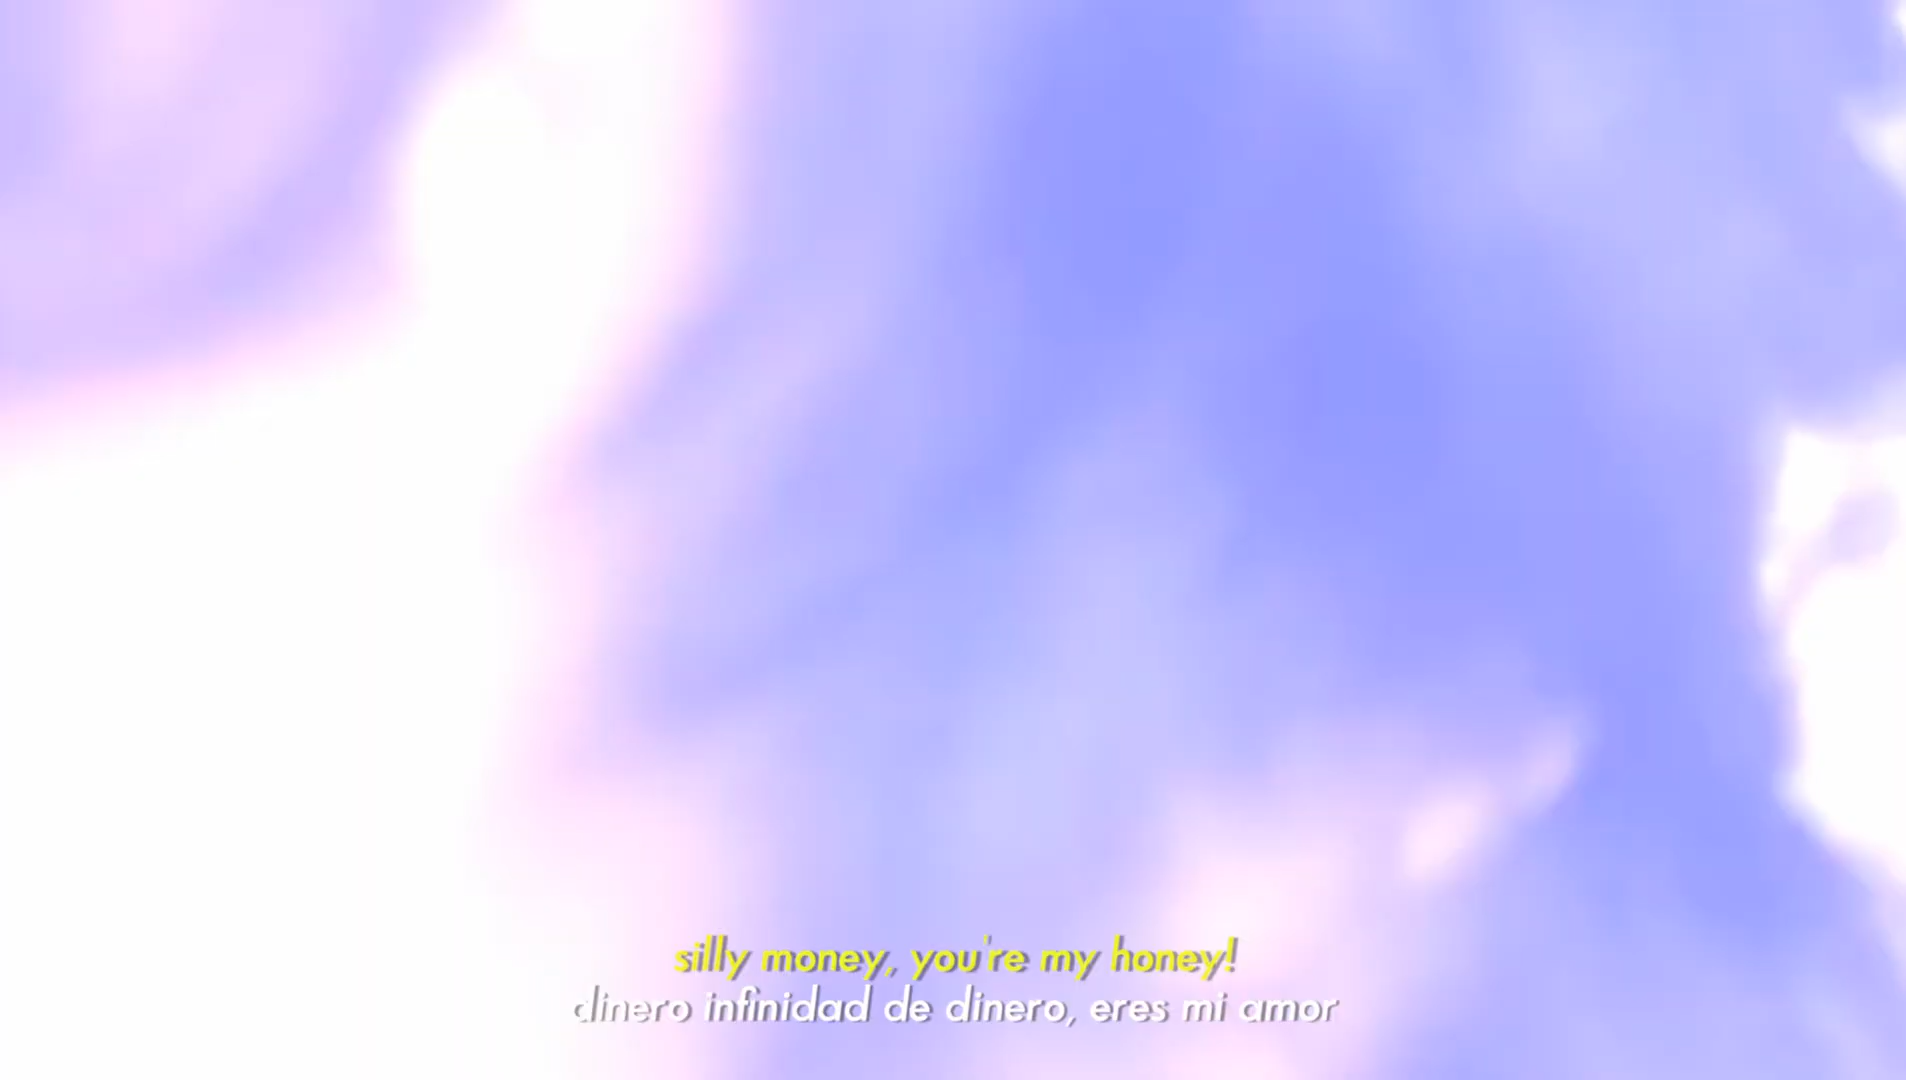 silly money, you're my honey!
dinero infinidad de dinero, eres mi amor